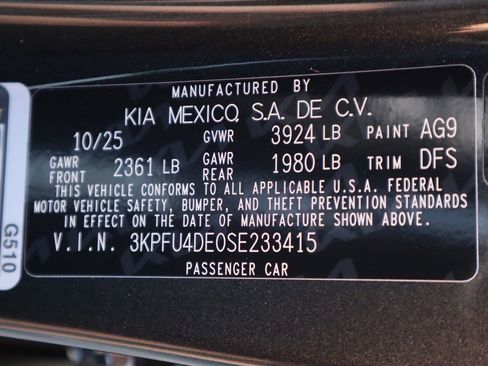 MANUFACTURED BY
KIA MEXICO, S.A. DE C.V.
10/25 GVWR 3924 LB PAINT AG9
GAWR FRONT 2361 LB GAWR REAR 1980 LB TRIM DFS
THIS VEHICLE CONFORMS TO ALL APPLICABLE U.S.A. FEDERAL
MOTOR VEHICLE SAFETY, BUMPER, AND THEFT PREVENTION STANDARDS
IN EFFECT ON THE DATE OF MANUFACTURE SHOWN ABOVE.
V.I.N. 3KPFU4DE0SE233415
PASSENGER CAR
G510